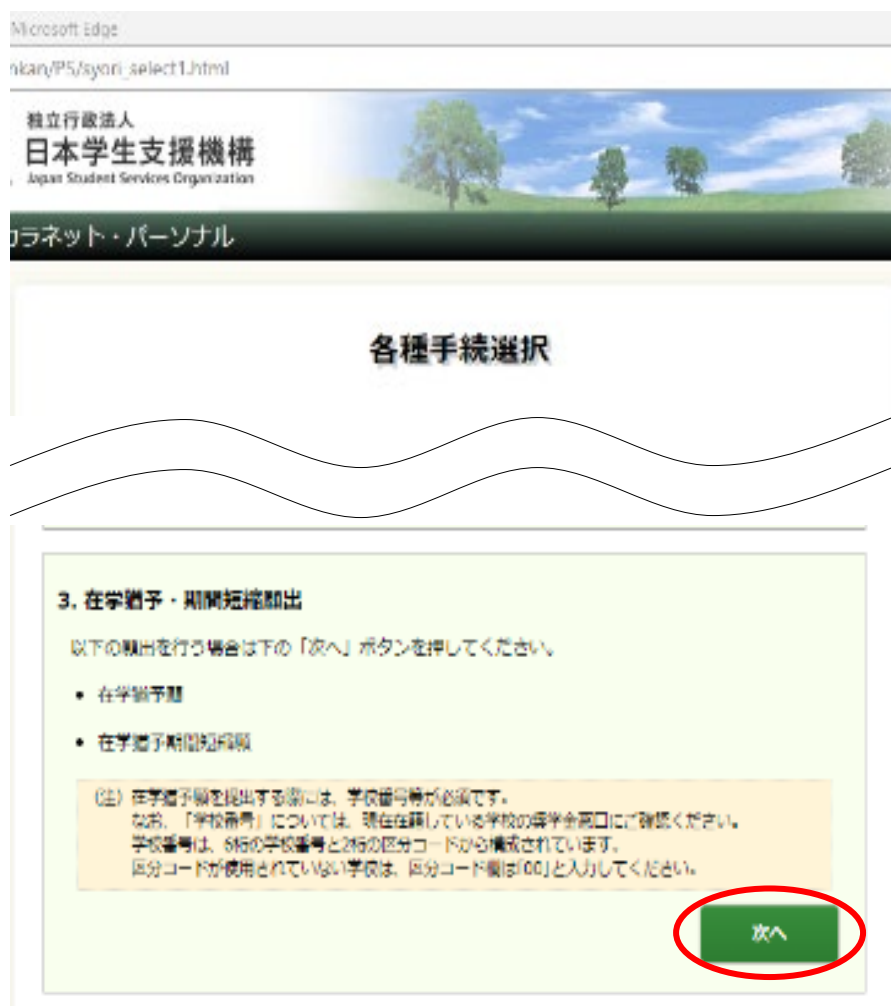 Microsoft Edge
nkan/PS/syori_select1.html
独立行政法人
日本学生支援機構
Japan Student Services Organization
カラネット・パーソナル
各種手続選択
3. 在学猶予・期間短縮願出
以下の願出を行う場合は下の「次へ」ボタンを押してください。
• 在学猶予願
• 在学猶予期間短縮願
(注) 在学猶予願を提出する際には、学校番号等が必須です。
なお、「学校番号」については、現在在籍している学校の奨学金窓口にご確認ください。
学校番号は、6桁の学校番号と2桁の区分コードから構成されています。
区分コードが使用されていない学校は、区分コード欄は「00」と入力してください。
次へ